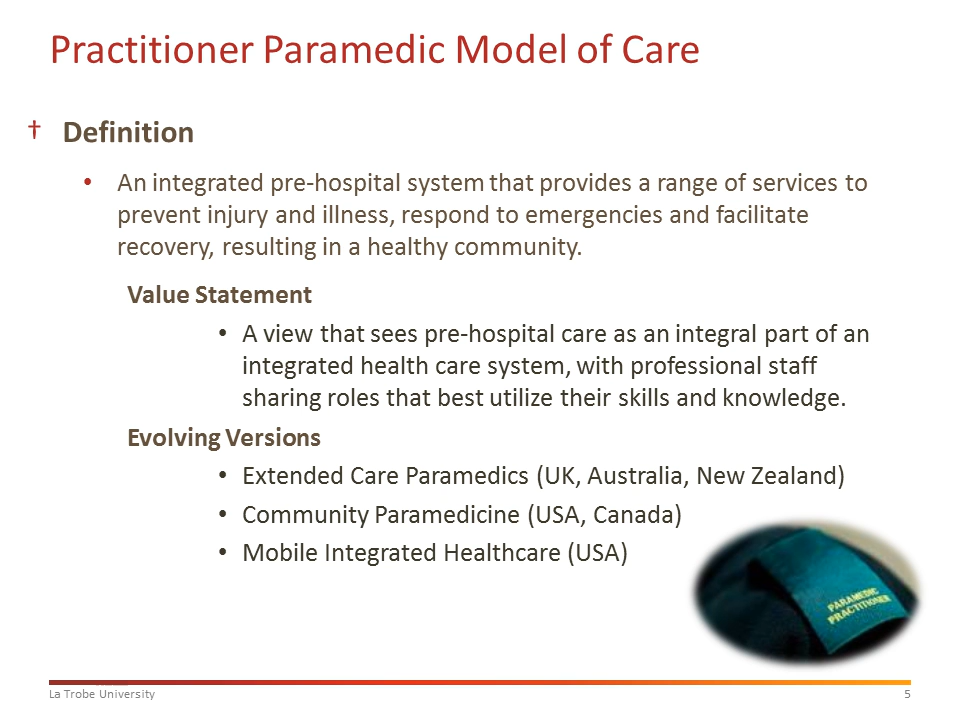 Practitioner Paramedic Model of Care
† Definition
• An integrated pre-hospital system that provides a range of services to
prevent injury and illness, respond to emergencies and facilitate
recovery, resulting in a healthy community.
Value Statement
• A view that sees pre-hospital care as an integral part of an
integrated health care system, with professional staff
sharing roles that best utilize their skills and knowledge.
Evolving Versions
• Extended Care Paramedics (UK, Australia, New Zealand)
• Community Paramedicine (USA, Canada)
• Mobile Integrated Healthcare (USA)
PARAMEDIC
PRACTITIONER
La Trobe University
5